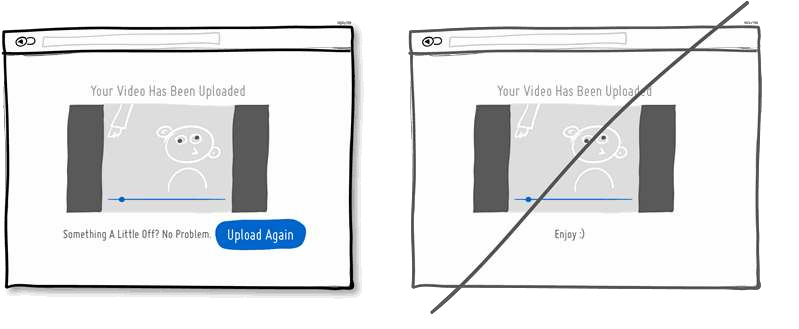 Your Video Has Been Uploaded
Something A Little Off? No Problem.
Upload Again
Your Video Has Been Uploaded
Enjoy :)